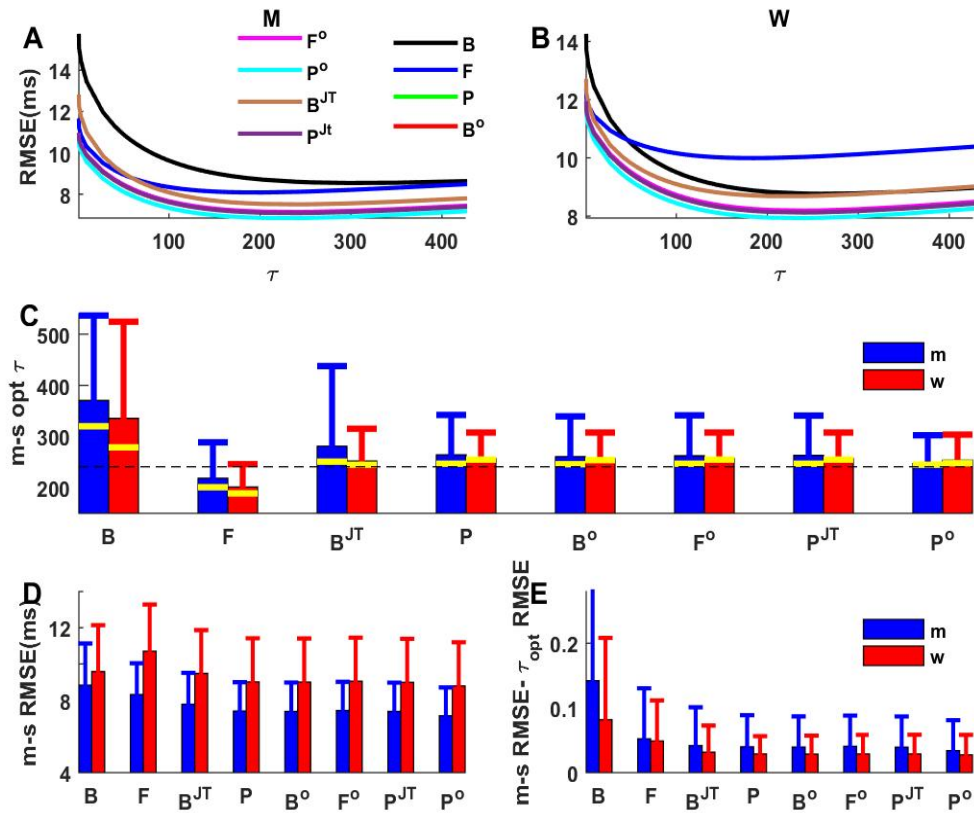 M
W
A
B
RMSE(ms)
14
12
10
8
100
200
300
400
τ
F^o
P^o
B^JT
P^Jt
B
F
P
B^o
14
12
10
8
100
200
300
400
τ
C
m-s opt τ
500
400
300
200
m
w
B
F
B^JT
P
B^o
F^o
P^JT
P^o
D
m-s RMSE(ms)
12
8
4
B
F
B^JT
P
B^o
F^o
P^JT
P^o
E
m-s RMSE- τ_opt RMSE
0.2
0.1
0
m
w
B
F
B^JT
P
B^o
F^o
P^JT
P^o